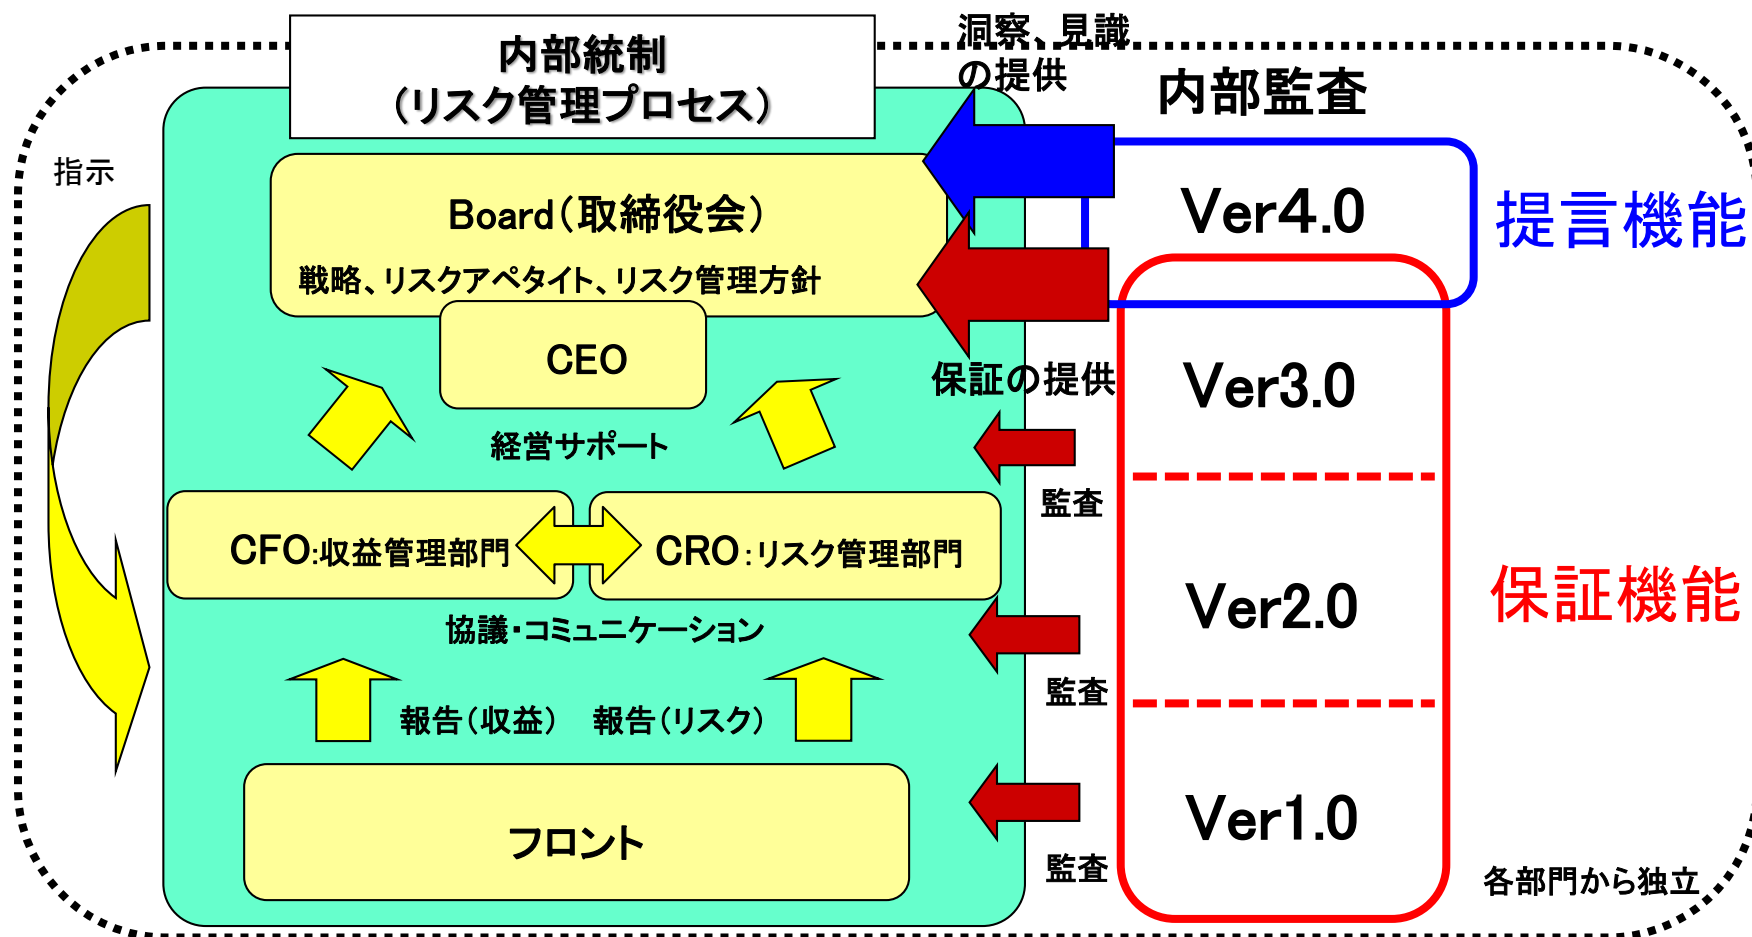 内部統制
（リスク管理プロセス）
洞察、見識
の提供
内部監査
指示
Board（取締役会）
戦略、リスクアペタイト、リスク管理方針
Ver4.0
提言機能
CEO
保証の提供
Ver3.0
経営サポート
監査
CFO:収益管理部門
CRO：リスク管理部門
Ver2.0
保証機能
協議・コミュニケーション
監査
報告（収益）
報告（リスク）
フロント
Ver1.0
監査
各部門から独立